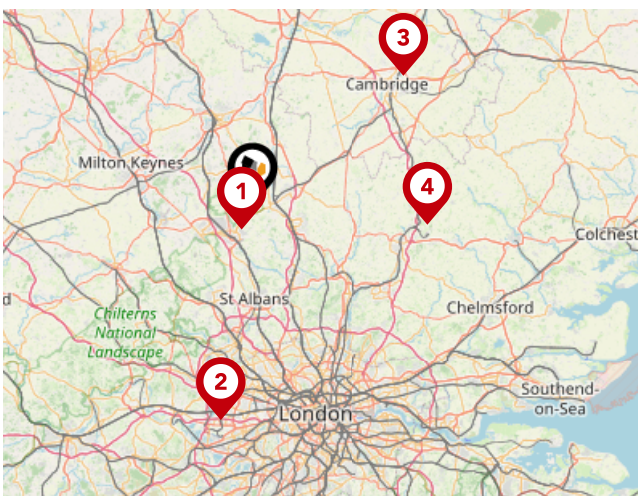 3
Cambridge
Milton Keynes
1
4
Colchest
d
St Albans
Chelmsford
Chilterns
National
Landscape
2
Southend-
on-Sea
London